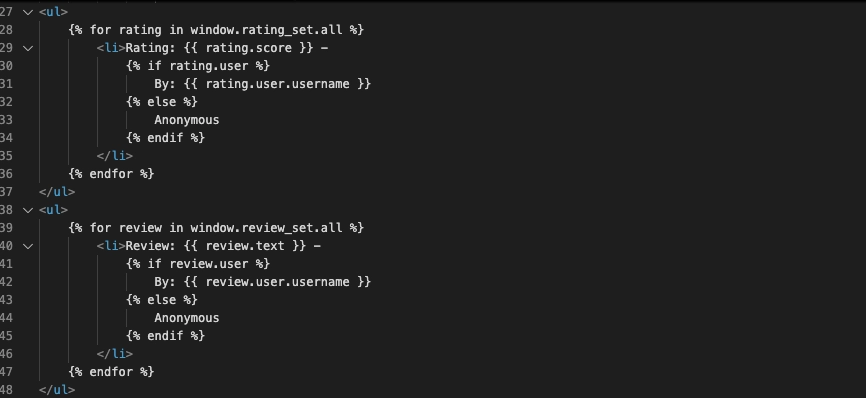 27 <ul>
28 {% for rating in window.rating_set.all %}
29 <li>Rating: {{ rating.score }} -
30 {% if rating.user %}
31 By: {{ rating.user.username }}
32 {% else %}
33 Anonymous
34 {% endif %}
35 </li>
36 {% endfor %}
37 </ul>
38 <ul>
39 {% for review in window.review_set.all %}
40 <li>Review: {{ review.text }} -
41 {% if review.user %}
42 By: {{ review.user.username }}
43 {% else %}
44 Anonymous
45 {% endif %}
46 </li>
47 {% endfor %}
48 </ul>